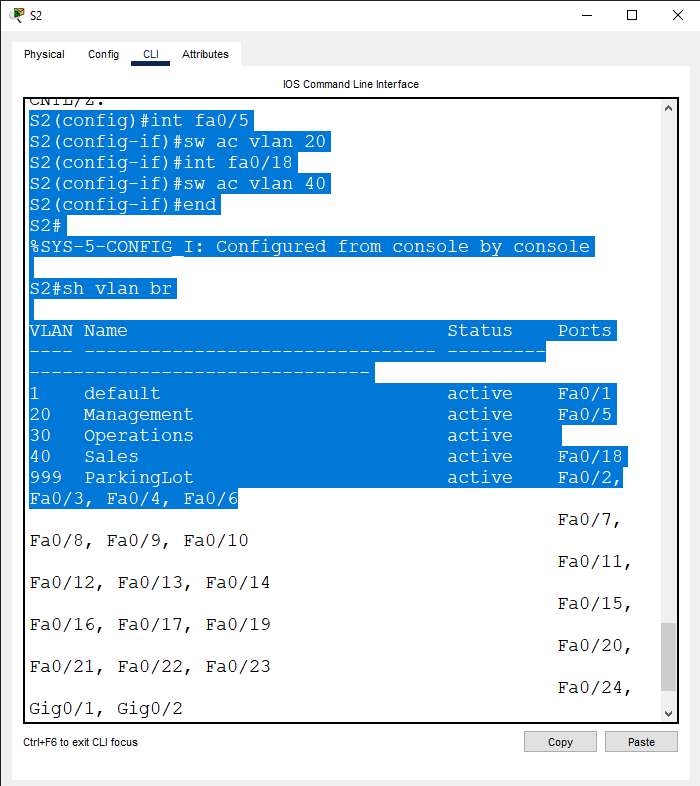 S2
Physical Config CLI Attributes
IOS Command Line Interface
CNTL/Z.
S2(config)#int fa0/5
S2(config-if)#sw ac vlan 20
S2(config-if)#int fa0/18
S2(config-if)#sw ac vlan 40
S2(config-if)#end
S2#
%SYS-5-CONFIG_I: Configured from console by console
S2#sh vlan br
VLAN Name                             Status    Ports
---- -------------------------------- ---------
-------------------------------
1    default                          active    Fa0/1
20   Management                       active    Fa0/5
30   Operations                       active
40   Sales                            active    Fa0/18
999  ParkingLot                       active    Fa0/2,
Fa0/3, Fa0/4, Fa0/6
                                                Fa0/7,
Fa0/8, Fa0/9, Fa0/10
                                                Fa0/11,
Fa0/12, Fa0/13, Fa0/14
                                                Fa0/15,
Fa0/16, Fa0/17, Fa0/19
                                                Fa0/20,
Fa0/21, Fa0/22, Fa0/23
                                                Fa0/24,
Gig0/1, Gig0/2
Ctrl+F6 to exit CLI focus
Copy Paste